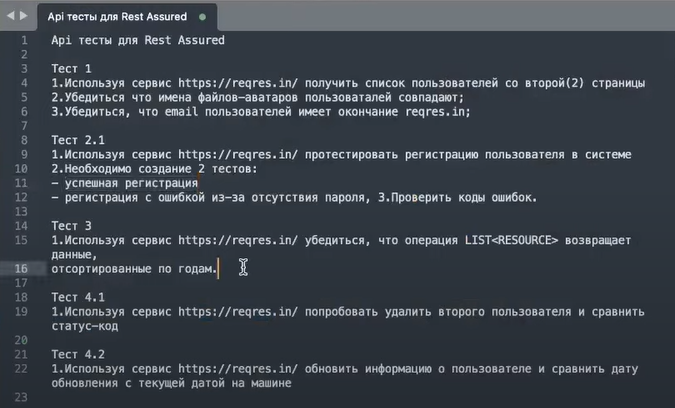 Api тесты для Rest Assured
1 Api тесты для Rest Assured
2
3 Тест 1
4 1.Используя сервис https://reqres.in/ получить список пользователей со второй(2) страницы
5 2.Убедиться что имена файлов-аватаров пользоваталей совпадают;
6 3.Убедиться, что email пользователей имеет окончание reqres.in;
7
8 Тест 2.1
9 1.Используя сервис https://reqres.in/ протестировать регистрацию пользователя в системе
10 2.Необходимо создание 2 тестов:
11 - успешная регистрация
12 - регистрация с ошибкой из-за отсутствия пароля, 3.Проверить коды ошибок.
13
14 Тест 3
15 1.Используя сервис https://reqres.in/ убедиться, что операция LIST<RESOURCE> возвращает
данные,
16 отсортированные по годам.
17
18 Тест 4.1
19 1.Используя сервис https://reqres.in/ попробовать удалить второго пользователя и сравнить
статус-код
20
21 Тест 4.2
22 1.Используя сервис https://reqres.in/ обновить информацию о пользователе и сравнить дату
обновления с текущей датой на машине
23